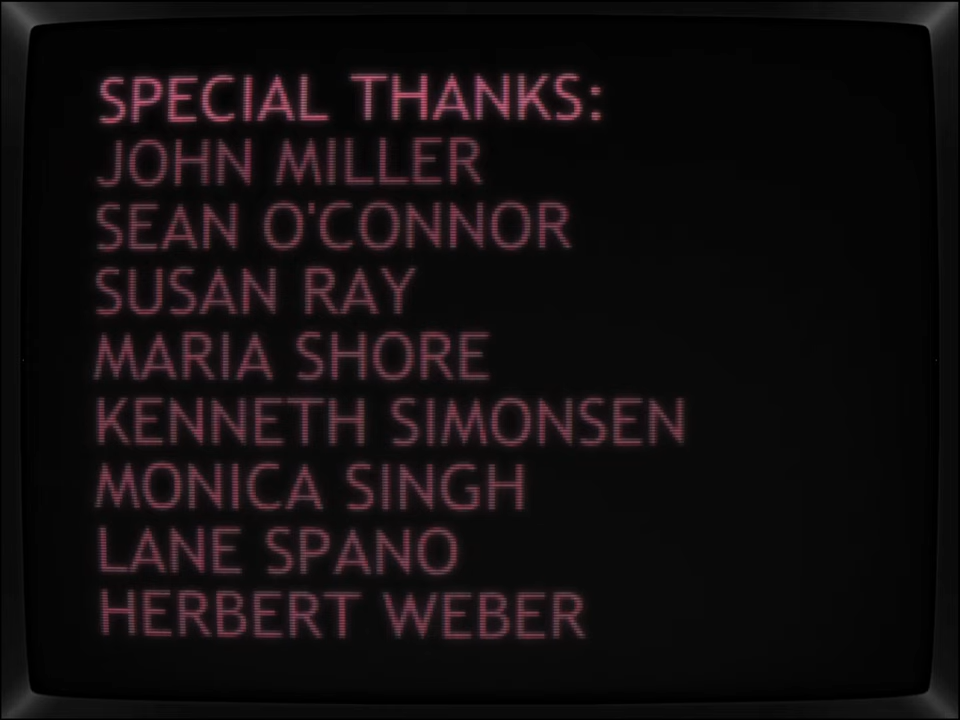 SPECIAL THANKS:
JOHN MILLER
SEAN O'CONNOR
SUSAN RAY
MARIA SHORE
KENNETH SIMONSEN
MONICA SINGH
LANE SPANO
HERBERT WEBER